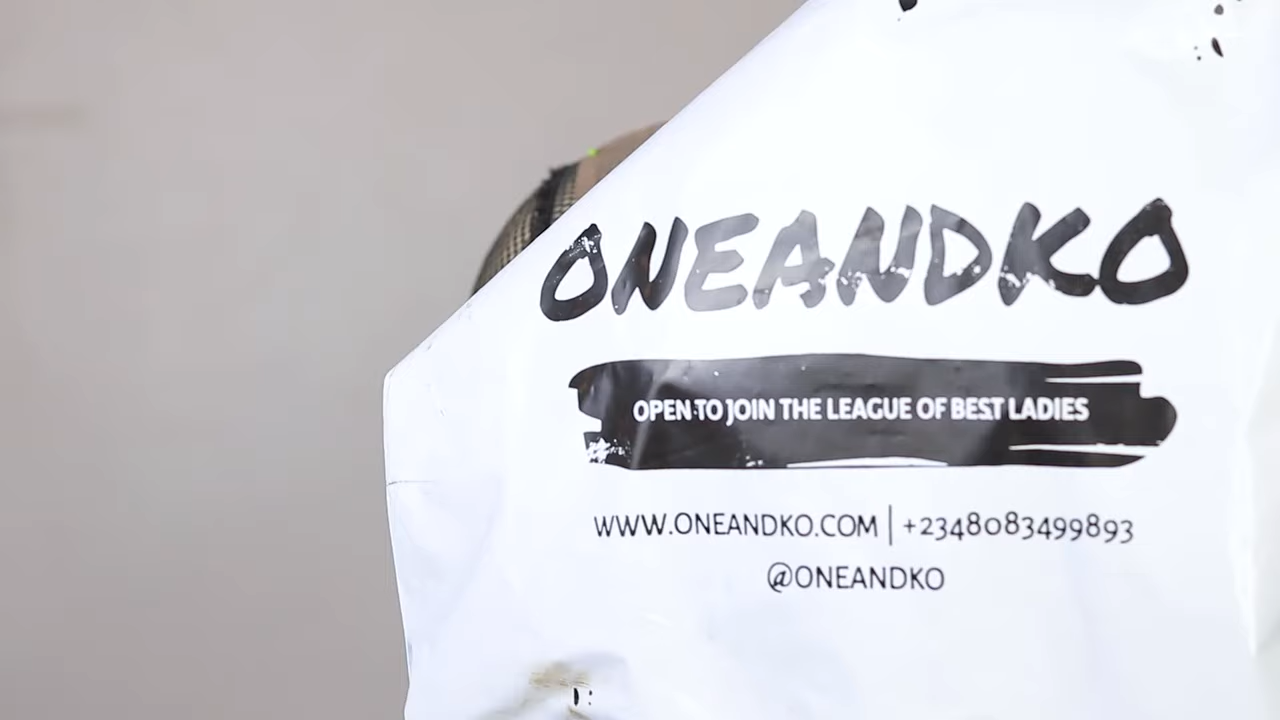 ONEANDKO
OPEN TO JOIN THE LEAGUE OF BEST LADIES
WWW.ONEANDKO.COM | +2348083499893
@ONEANDKO